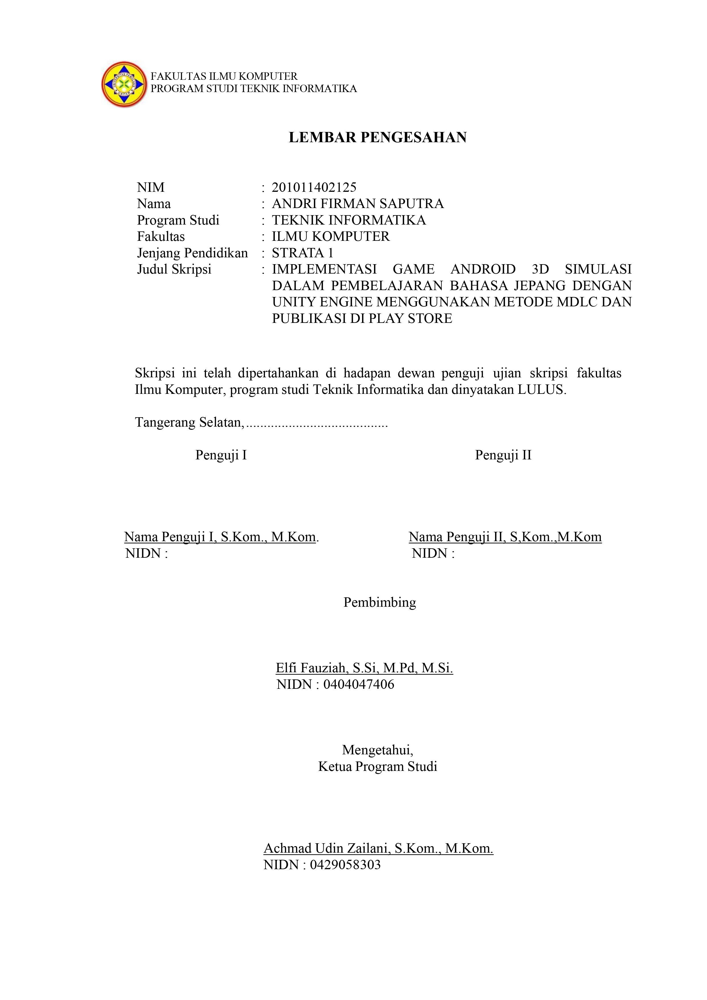 UNIVERSITAS PAMULANG
UNPAM
FAKULTAS ILMU KOMPUTER
PROGRAM STUDI TEKNIK INFORMATIKA
LEMBAR PENGESAHAN
NIM : 201011402125
Nama : ANDRI FIRMAN SAPUTRA
Program Studi : TEKNIK INFORMATIKA
Fakultas : ILMU KOMPUTER
Jenjang Pendidikan : STRATA 1
Judul Skripsi : IMPLEMENTASI GAME ANDROID 3D SIMULASI
DALAM PEMBELAJARAN BAHASA JEPANG DENGAN
UNITY ENGINE MENGGUNAKAN METODE MDLC DAN
PUBLIKASI DI PLAY STORE
Skripsi ini telah dipertahankan di hadapan dewan penguji ujian skripsi fakultas
Ilmu Komputer, program studi Teknik Informatika dan dinyatakan LULUS.
Tangerang Selatan,........................................
Penguji I Penguji II
Nama Penguji I, S.Kom., M.Kom. Nama Penguji II, S,Kom.,M.Kom
NIDN : NIDN :
Pembimbing
Elfi Fauziah, S.Si, M.Pd, M.Si.
NIDN : 0404047406
Mengetahui,
Ketua Program Studi
Achmad Udin Zailani, S.Kom., M.Kom.
NIDN : 0429058303